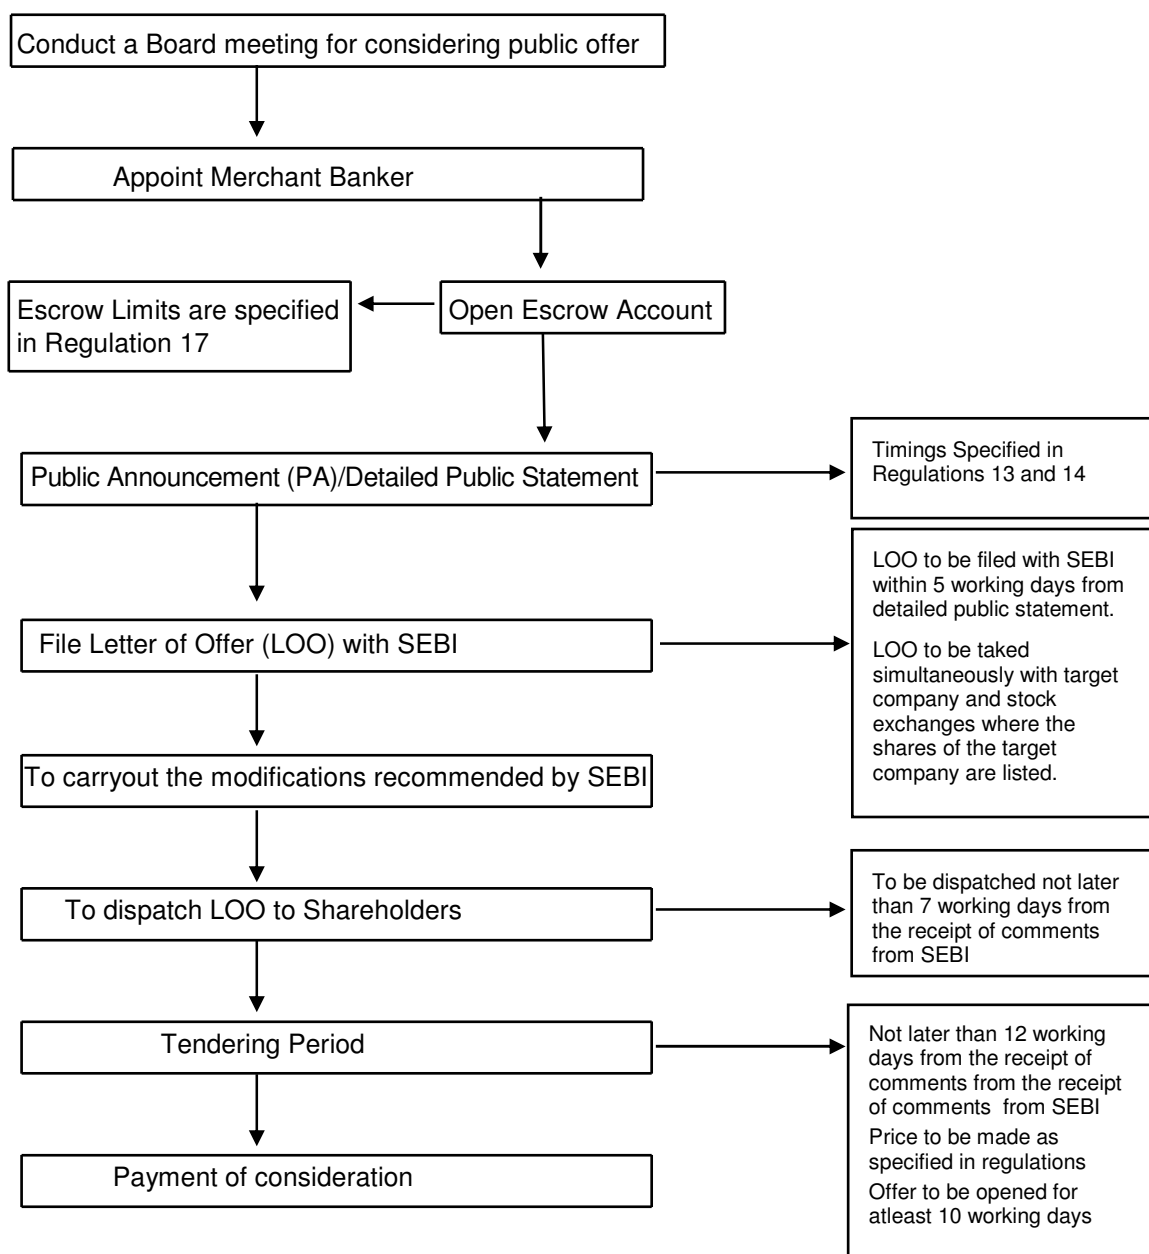 Conduct a Board meeting for considering public offer
Appoint Merchant Banker
Escrow Limits are specified
in Regulation 17
Open Escrow Account
Public Announcement (PA)/Detailed Public Statement
Timings Specified in
Regulations 13 and 14
File Letter of Offer (LOO) with SEBI
LOO to be filed with SEBI
within 5 working days from
detailed public statement.
LOO to be taked
simultaneously with target
company and stock
exchanges where the
shares of the target
company are listed.
To carryout the modifications recommended by SEBI
To dispatch LOO to Shareholders
To be dispatched not later
than 7 working days from
the receipt of comments
from SEBI
Tendering Period
Not later than 12 working
days from the receipt of
comments from the receipt
of comments from SEBI
Price to be made as
specified in regulations
Offer to be opened for
atleast 10 working days
Payment of consideration